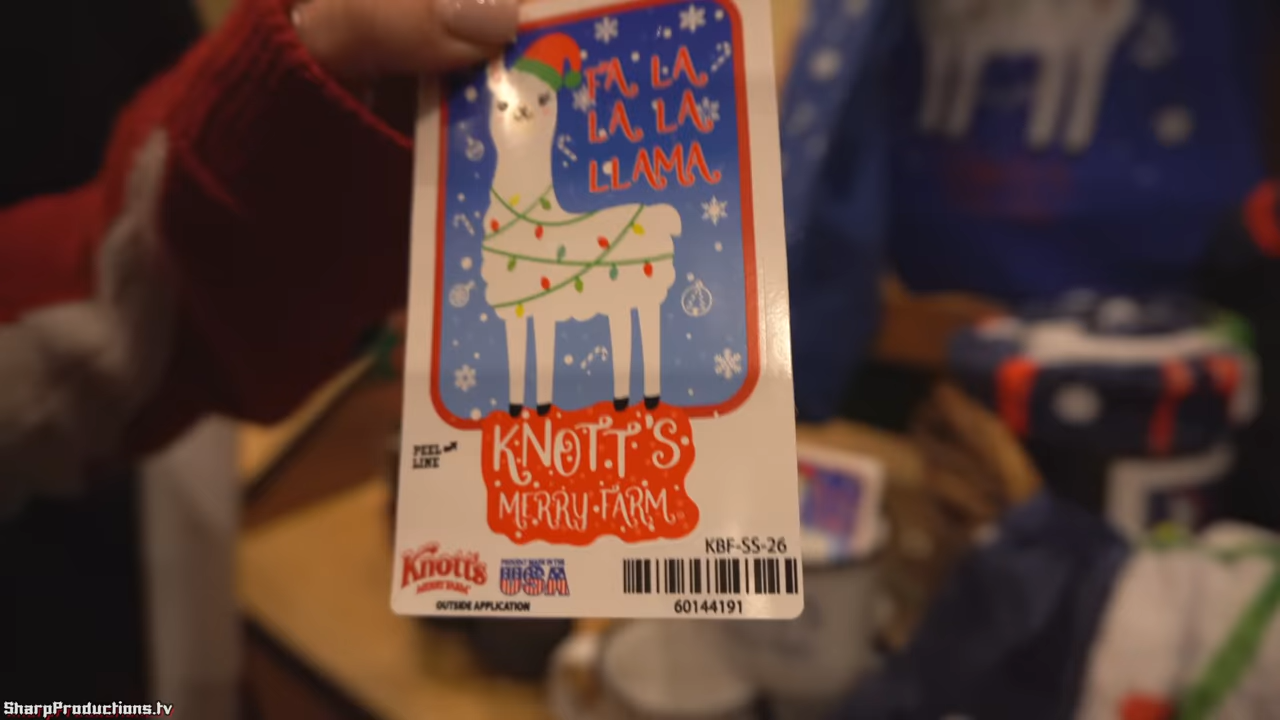 FA LA
LA LA
LLAMA
KNOTT'S
MERRY FARM
PEEL
LINE
KBF-SS-26
Knott's
MERRY FARM
PROUDLY MADE IN THE
USA
OUTSIDE APPLICATION
60144191
SharpProductions.tv